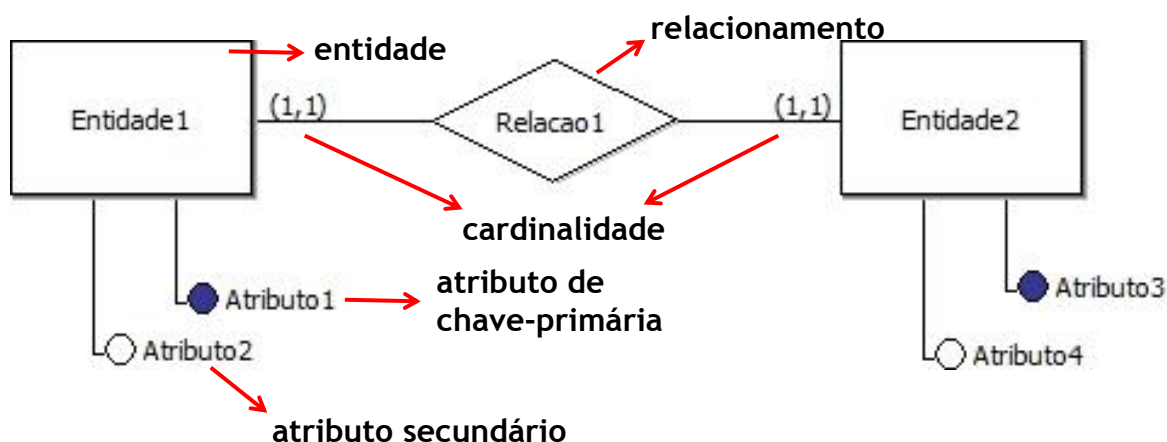 relacionamento
entidade
Entidade1
(1,1)
Relacao1
(1,1)
Entidade2
cardinalidade
atributo de
chave-primária
Atributo1
Atributo3
Atributo2
Atributo4
atributo secundário